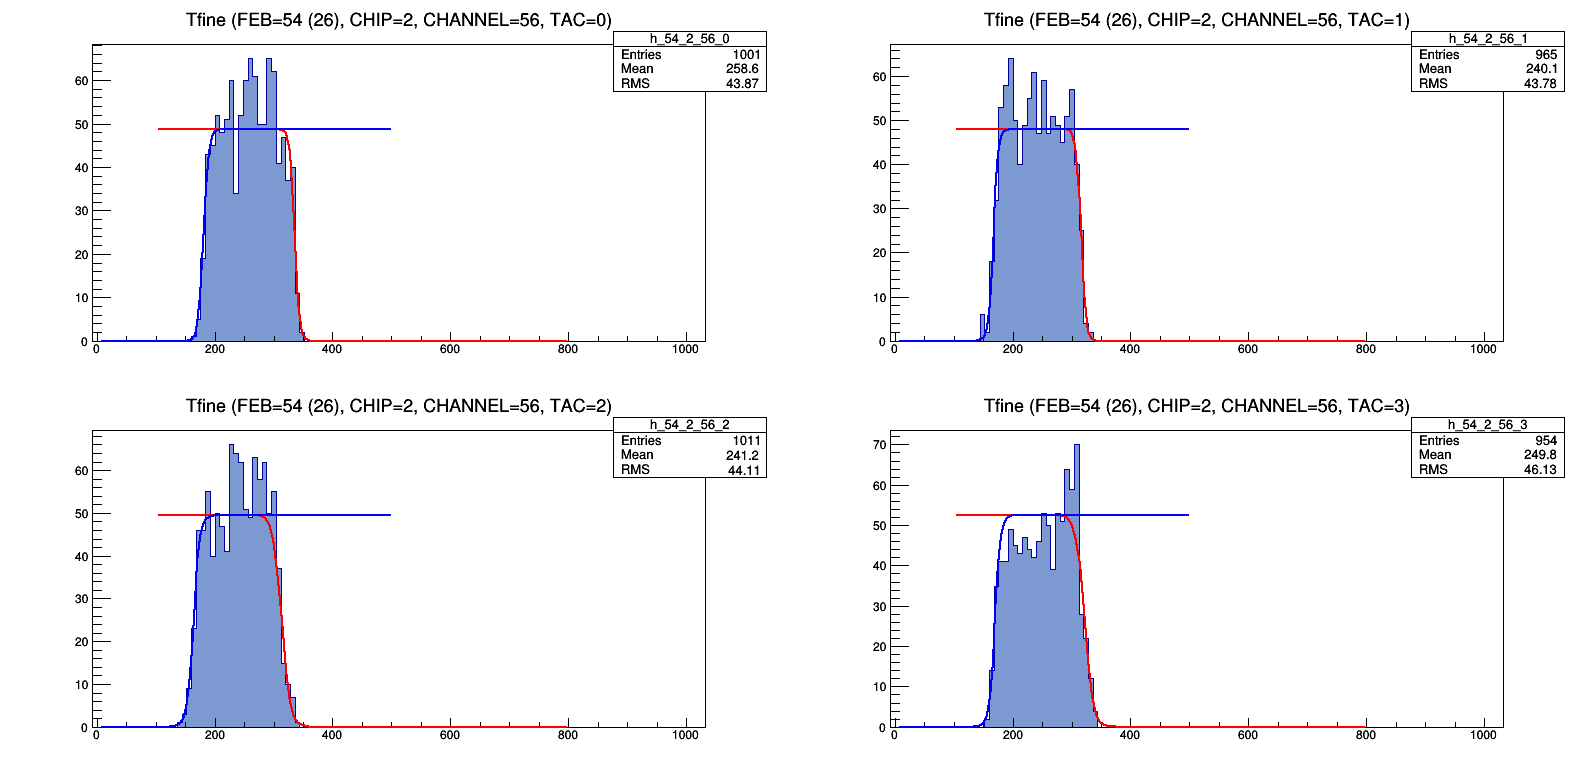 Tfine (FEB=54 (26), CHIP=2, CHANNEL=56, TAC=0)
h_54_2_56_0
Entries 1001
Mean 258.6
RMS 43.87
60
50
40
30
20
10
0
0 200 400 600 800 1000
Tfine (FEB=54 (26), CHIP=2, CHANNEL=56, TAC=1)
h_54_2_56_1
Entries 965
Mean 240.1
RMS 43.78
60
50
40
30
20
10
0
0 200 400 600 800 1000
Tfine (FEB=54 (26), CHIP=2, CHANNEL=56, TAC=2)
h_54_2_56_2
Entries 1011
Mean 241.2
RMS 44.11
60
50
40
30
20
10
0
0 200 400 600 800 1000
Tfine (FEB=54 (26), CHIP=2, CHANNEL=56, TAC=3)
h_54_2_56_3
Entries 954
Mean 249.8
RMS 46.13
70
60
50
40
30
20
10
0
0 200 400 600 800 1000